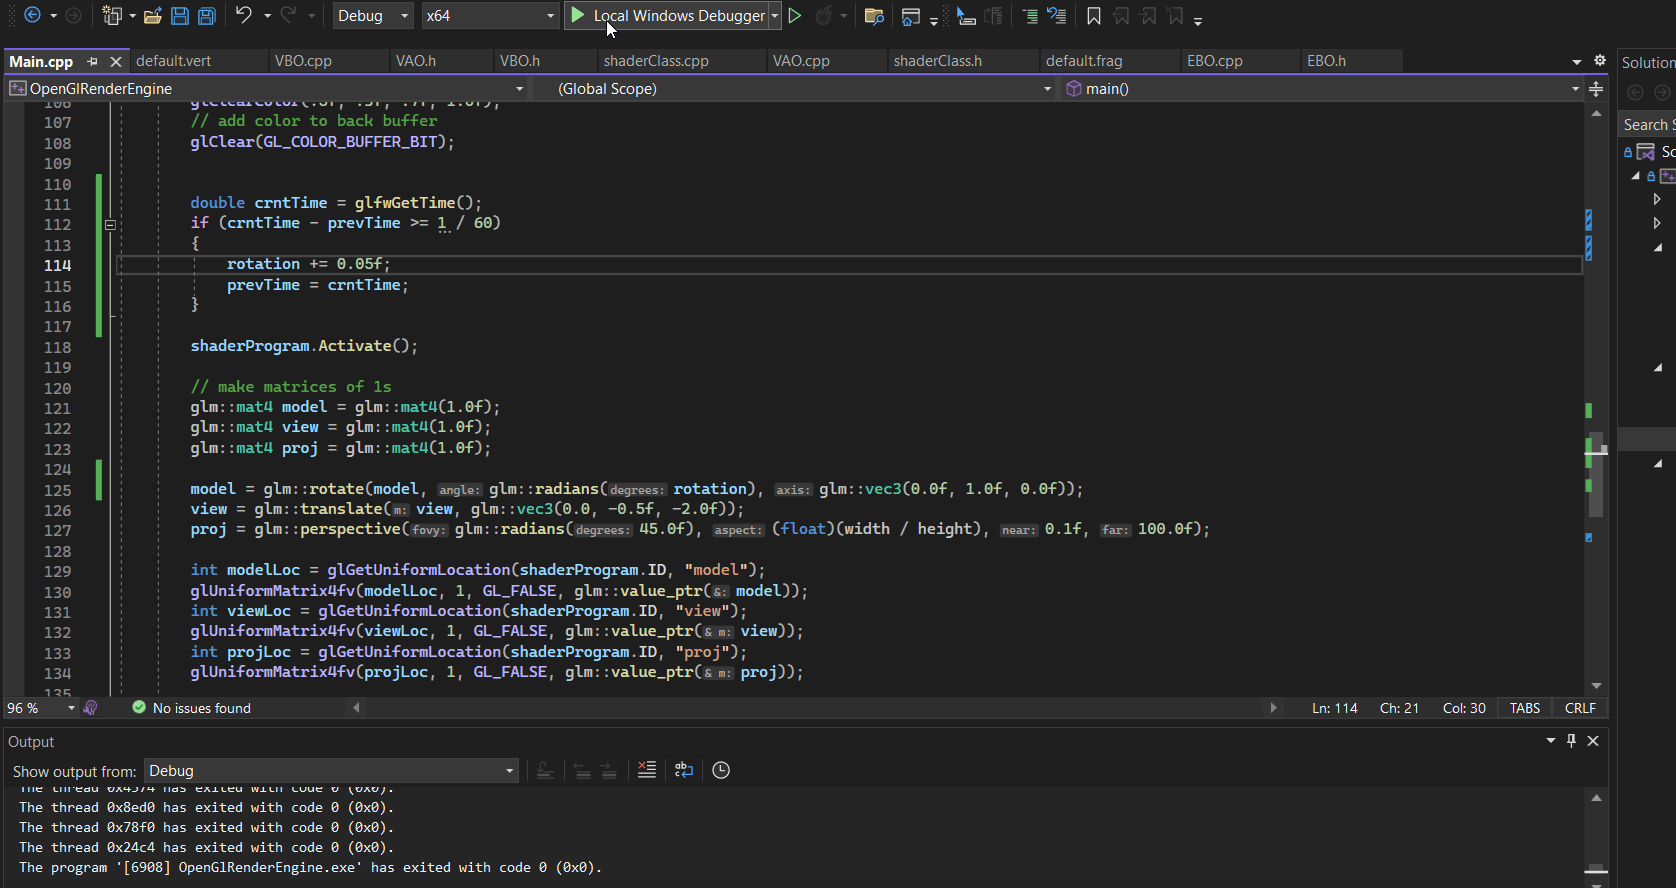 Debug x64 Local Windows Debugger
Main.cpp default.vert VBO.cpp VAO.h VBO.h shaderClass.cpp VAO.cpp shaderClass.h default.frag EBO.cpp EBO.h
Solution
OpenGlRenderEngine (Global Scope) main()
Search S
107 // add color to back buffer
108 glClear(GL_COLOR_BUFFER_BIT);
109
110
111 double crntTime = glfwGetTime();
112 if (crntTime - prevTime >= 1 / 60)
113 {
114 rotation += 0.05f;
115 prevTime = crntTime;
116 }
117
118 shaderProgram.Activate();
119
120 // make matrices of 1s
121 glm::mat4 model = glm::mat4(1.0f);
122 glm::mat4 view = glm::mat4(1.0f);
123 glm::mat4 proj = glm::mat4(1.0f);
124
125 model = glm::rotate(model, angle: glm::radians(degrees: rotation), axis: glm::vec3(0.0f, 1.0f, 0.0f));
126 view = glm::translate(m: view, glm::vec3(0.0, -0.5f, -2.0f));
127 proj = glm::perspective(fovy: glm::radians(degrees: 45.0f), aspect: (float)(width / height), near: 0.1f, far: 100.0f);
128
129 int modelLoc = glGetUniformLocation(shaderProgram.ID, "model");
130 glUniformMatrix4fv(modelLoc, 1, GL_FALSE, glm::value_ptr(&: model));
131 int viewLoc = glGetUniformLocation(shaderProgram.ID, "view");
132 glUniformMatrix4fv(viewLoc, 1, GL_FALSE, glm::value_ptr(& m: view));
133 int projLoc = glGetUniformLocation(shaderProgram.ID, "proj");
134 glUniformMatrix4fv(projLoc, 1, GL_FALSE, glm::value_ptr(& m: proj));
135
96 % No issues found Ln: 114 Ch: 21 Col: 30 TABS CRLF
Output
Show output from: Debug
The thread 0x8ed0 has exited with code 0 (0x0).
The thread 0x78f0 has exited with code 0 (0x0).
The thread 0x24c4 has exited with code 0 (0x0).
The program '[6908] OpenGlRenderEngine.exe' has exited with code 0 (0x0).